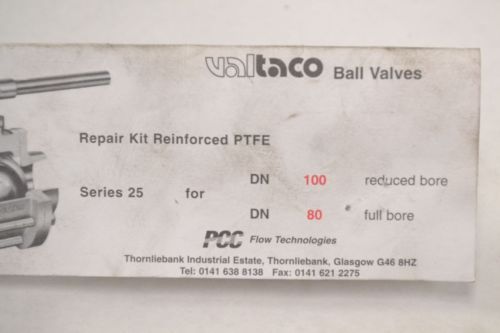 valtaco Ball Valves
Repair Kit Reinforced PTFE
DN 100 reduced bore
Series 25 for
DN 80 full bore
PCC Flow Technologies
Thornliebank Industrial Estate, Thornliebank, Glasgow G46 8HZ
Tel: 0141 638 8138 Fax: 0141 621 2275